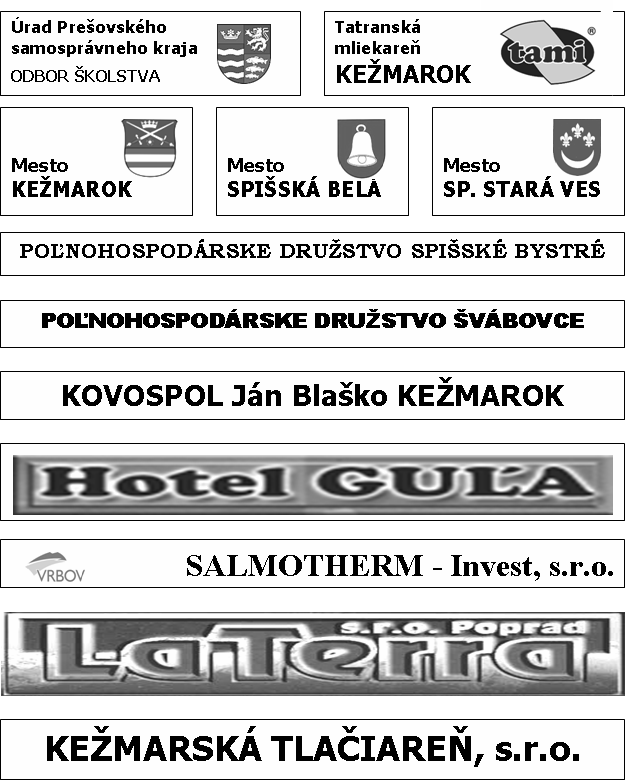 Úrad Prešovského
samosprávneho kraja
ODBOR ŠKOLSTVA
Tatranská
mliekareň
KEŽMAROK
tami®
Mesto
KEŽMAROK
Mesto
SPIŠSKÁ BELÁ
Mesto
SP. STARÁ VES
POĽNOHOSPODÁRSKE DRUŽSTVO SPIŠSKÉ BYSTRÉ
POĽNOHOSPODÁRSKE DRUŽSTVO ŠVÁBOVCE
KOVOSPOL Ján Blaško KEŽMAROK
Hotel GUĽA
VRBOV
SALMOTHERM - Invest, s.r.o.
s.r.o. Poprad
LaTerra
KEŽMARSKÁ TLAČIAREŇ, s.r.o.